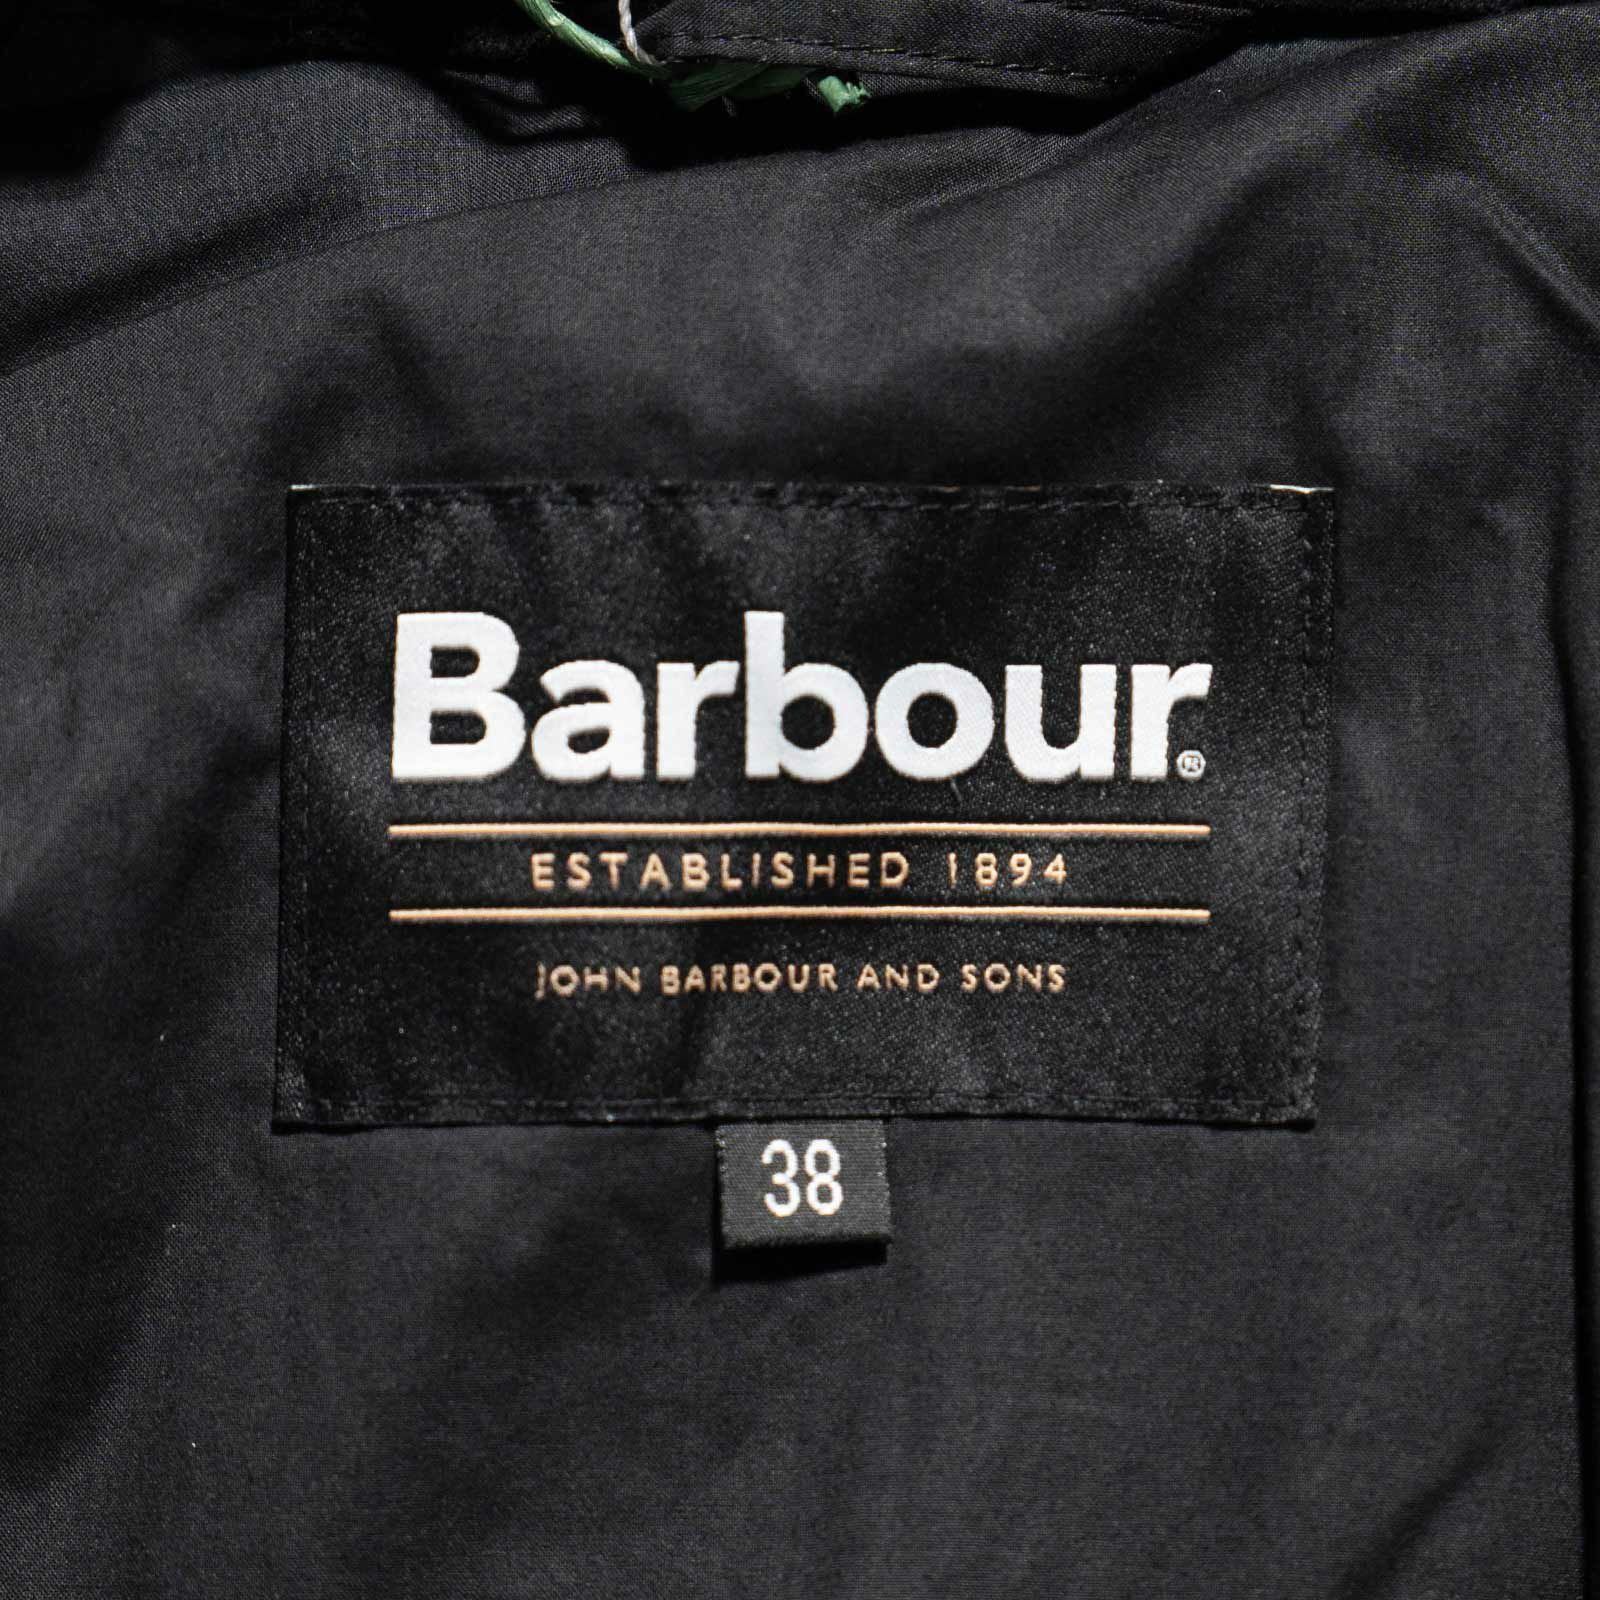 Barbour®
ESTABLISHED 1894
JOHN BARBOUR AND SONS
38